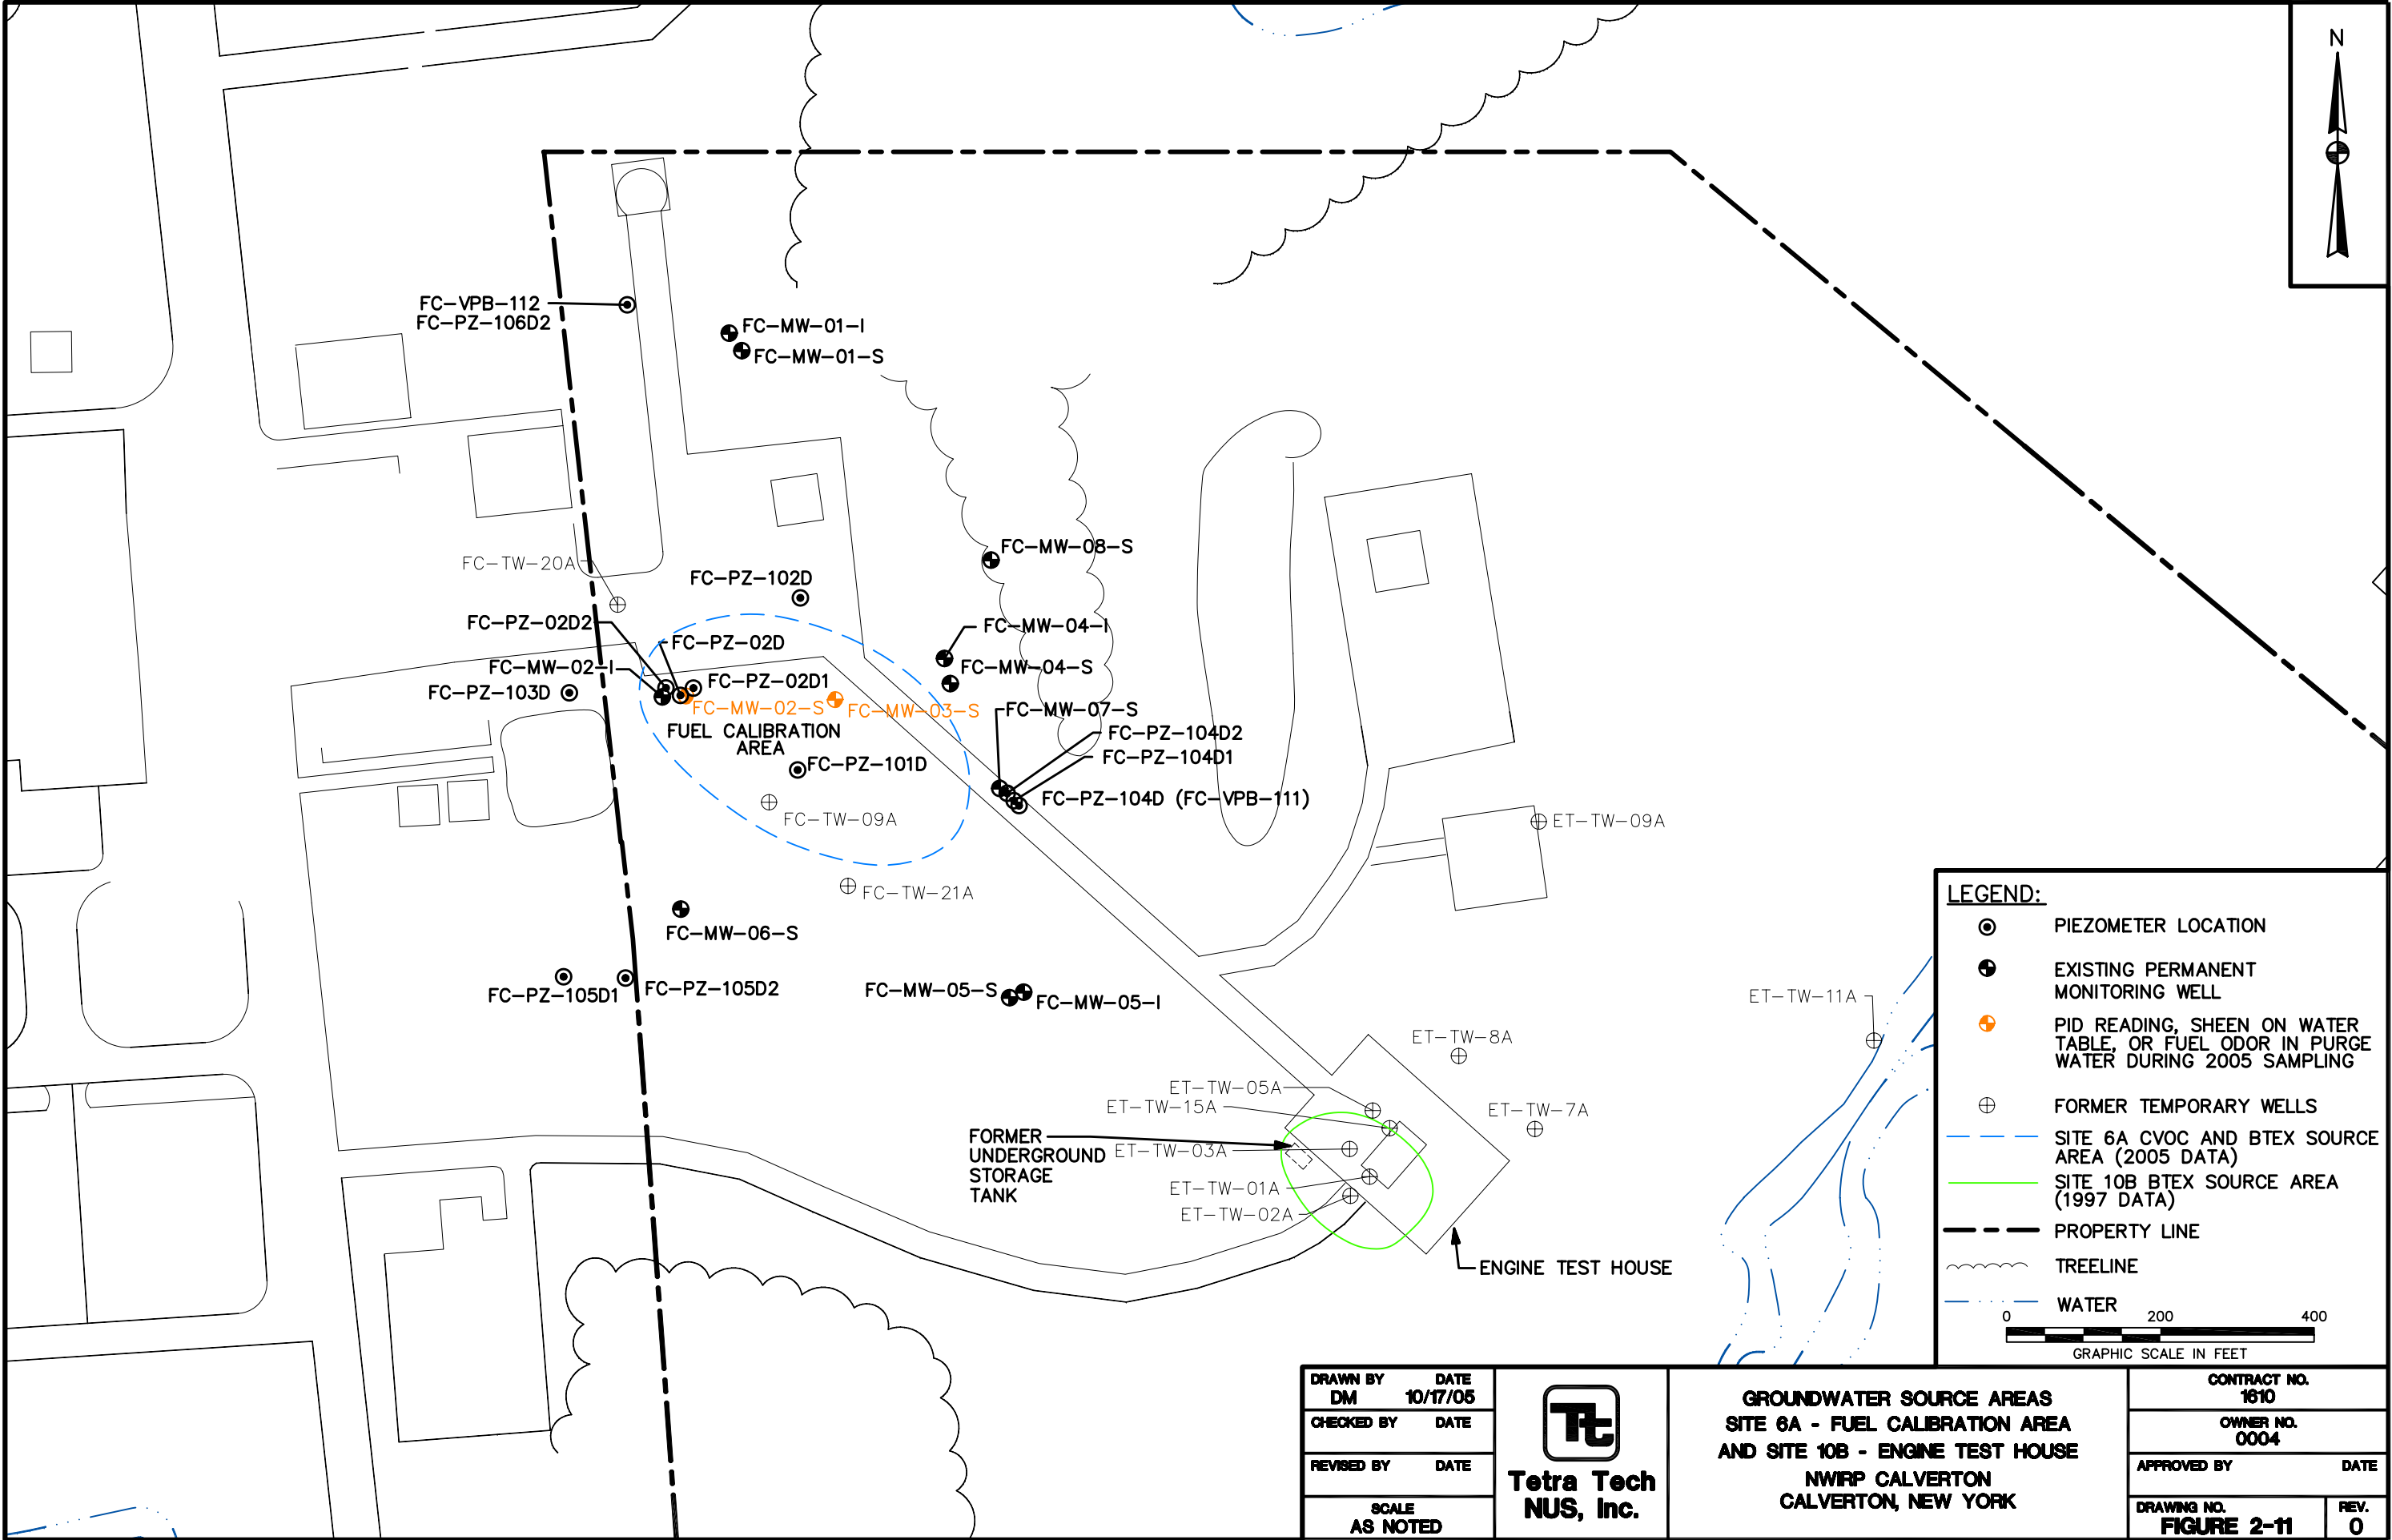 N
FC-VPB-112
FC-PZ-106D2
FC-MW-01-I
FC-MW-01-S
FC-MW-08-S
FC-TW-20A
FC-PZ-102D
FC-PZ-02D2
FC-PZ-02D
FC-MW-04-I
FC-MW-02-I
FC-MW-04-S
FC-PZ-103D
FC-PZ-02D1
FC-MW-02-S
FC-MW-03-S
FC-MW-07-S
FUEL CALIBRATION
AREA
FC-PZ-104D2
FC-PZ-104D1
FC-PZ-101D
FC-PZ-104D (FC-VPB-111)
FC-TW-09A
ET-TW-09A
FC-TW-21A
FC-MW-06-S
FC-PZ-105D1
FC-PZ-105D2
FC-MW-05-S
FC-MW-05-I
ET-TW-11A
ET-TW-8A
ET-TW-05A
ET-TW-15A
ET-TW-7A
FORMER
UNDERGROUND
STORAGE
TANK
ET-TW-03A
ET-TW-01A
ET-TW-02A
ENGINE TEST HOUSE
LEGEND:
PIEZOMETER LOCATION
EXISTING PERMANENT
MONITORING WELL
PID READING, SHEEN ON WATER
TABLE, OR FUEL ODOR IN PURGE
WATER DURING 2005 SAMPLING
FORMER TEMPORARY WELLS
SITE 6A CVOC AND BTEX SOURCE
AREA (2005 DATA)
SITE 10B BTEX SOURCE AREA
(1997 DATA)
PROPERTY LINE
TREELINE
WATER
0 200 400
GRAPHIC SCALE IN FEET
DRAWN BY DATE
DM 10/17/05
CHECKED BY DATE
REVISED BY DATE
SCALE
AS NOTED
Tt
Tetra Tech
NUS, Inc.
GROUNDWATER SOURCE AREAS
SITE 6A - FUEL CALIBRATION AREA
AND SITE 10B - ENGINE TEST HOUSE
NWIRP CALVERTON
CALVERTON, NEW YORK
CONTRACT NO.
1610
OWNER NO.
0004
APPROVED BY DATE
DRAWING NO.
FIGURE 2-11
REV.
0